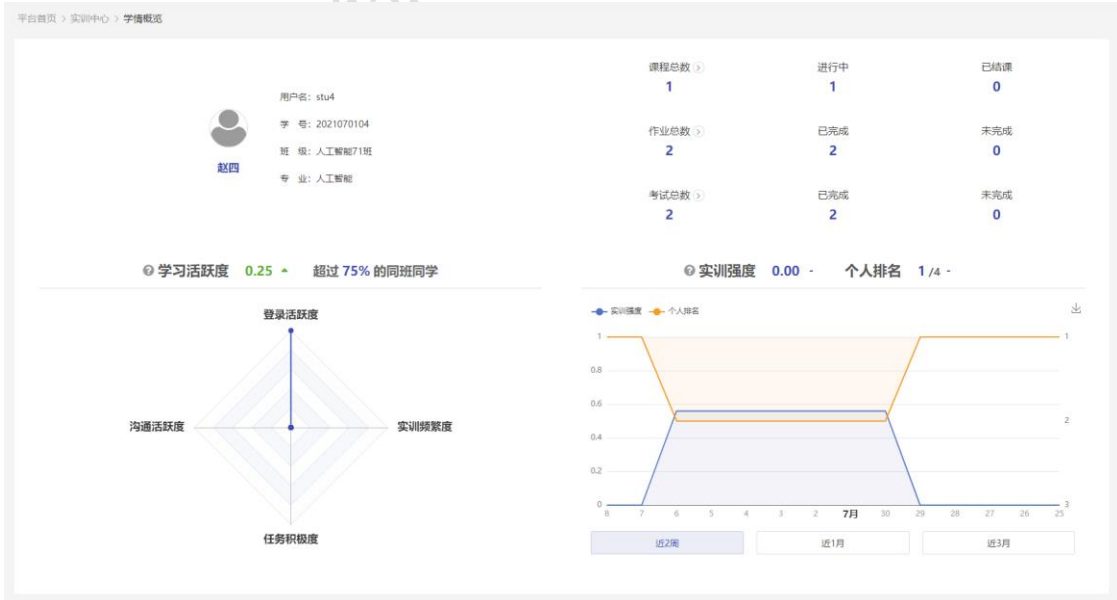 平台首页 > 实训中心 > 学情概览
用户名: stu4
学 号: 2021070104
班 级: 人工智能71班
专 业: 人工智能
赵四
课程总数 进行中 已结课
1 1 0
作业总数 已完成 未完成
2 2 0
考试总数 已完成 未完成
2 2 0
学习活跃度 0.25 超过 75% 的同班同学
登录活跃度
沟通活跃度
实训频繁度
任务积极度
实训强度 0.00 - 个人排名 1 /4 -
实训强度 个人排名
1 1
0.8
0.6
2
0.4
0.2
0 3
8 7 6 5 4 3 2 7月 30 29 28 27 26 25
近2周 近1月 近3月